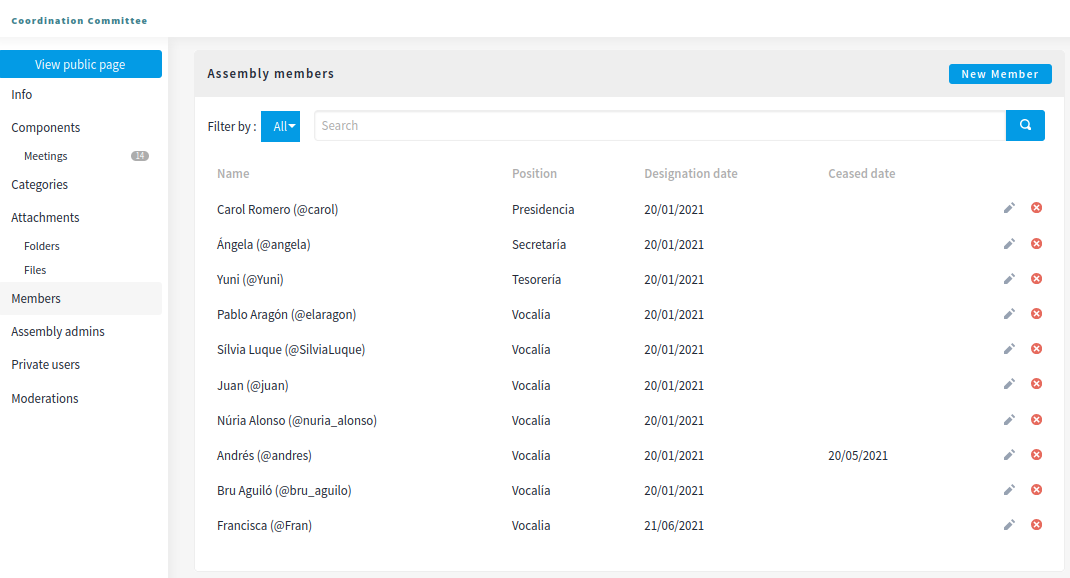 Coordination Committee
View public page
Info
Components
Meetings 14
Categories
Attachments
Folders
Files
Members
Assembly admins
Private users
Moderations
Assembly members New Member
Filter by : All Search
Name Position Designation date Ceased date
Carol Romero (@carol) Presidencia 20/01/2021
Ángela (@angela) Secretaría 20/01/2021
Yuni (@Yuni) Tesorería 20/01/2021
Pablo Aragón (@elaragon) Vocalía 20/01/2021
Sílvia Luque (@SilviaLuque) Vocalía 20/01/2021
Juan (@juan) Vocalía 20/01/2021
Núria Alonso (@nuria_alonso) Vocalía 20/01/2021
Andrés (@andres) Vocalía 20/01/2021 20/05/2021
Bru Aguiló (@bru_aguilo) Vocalía 20/01/2021
Francisca (@Fran) Vocalia 21/06/2021